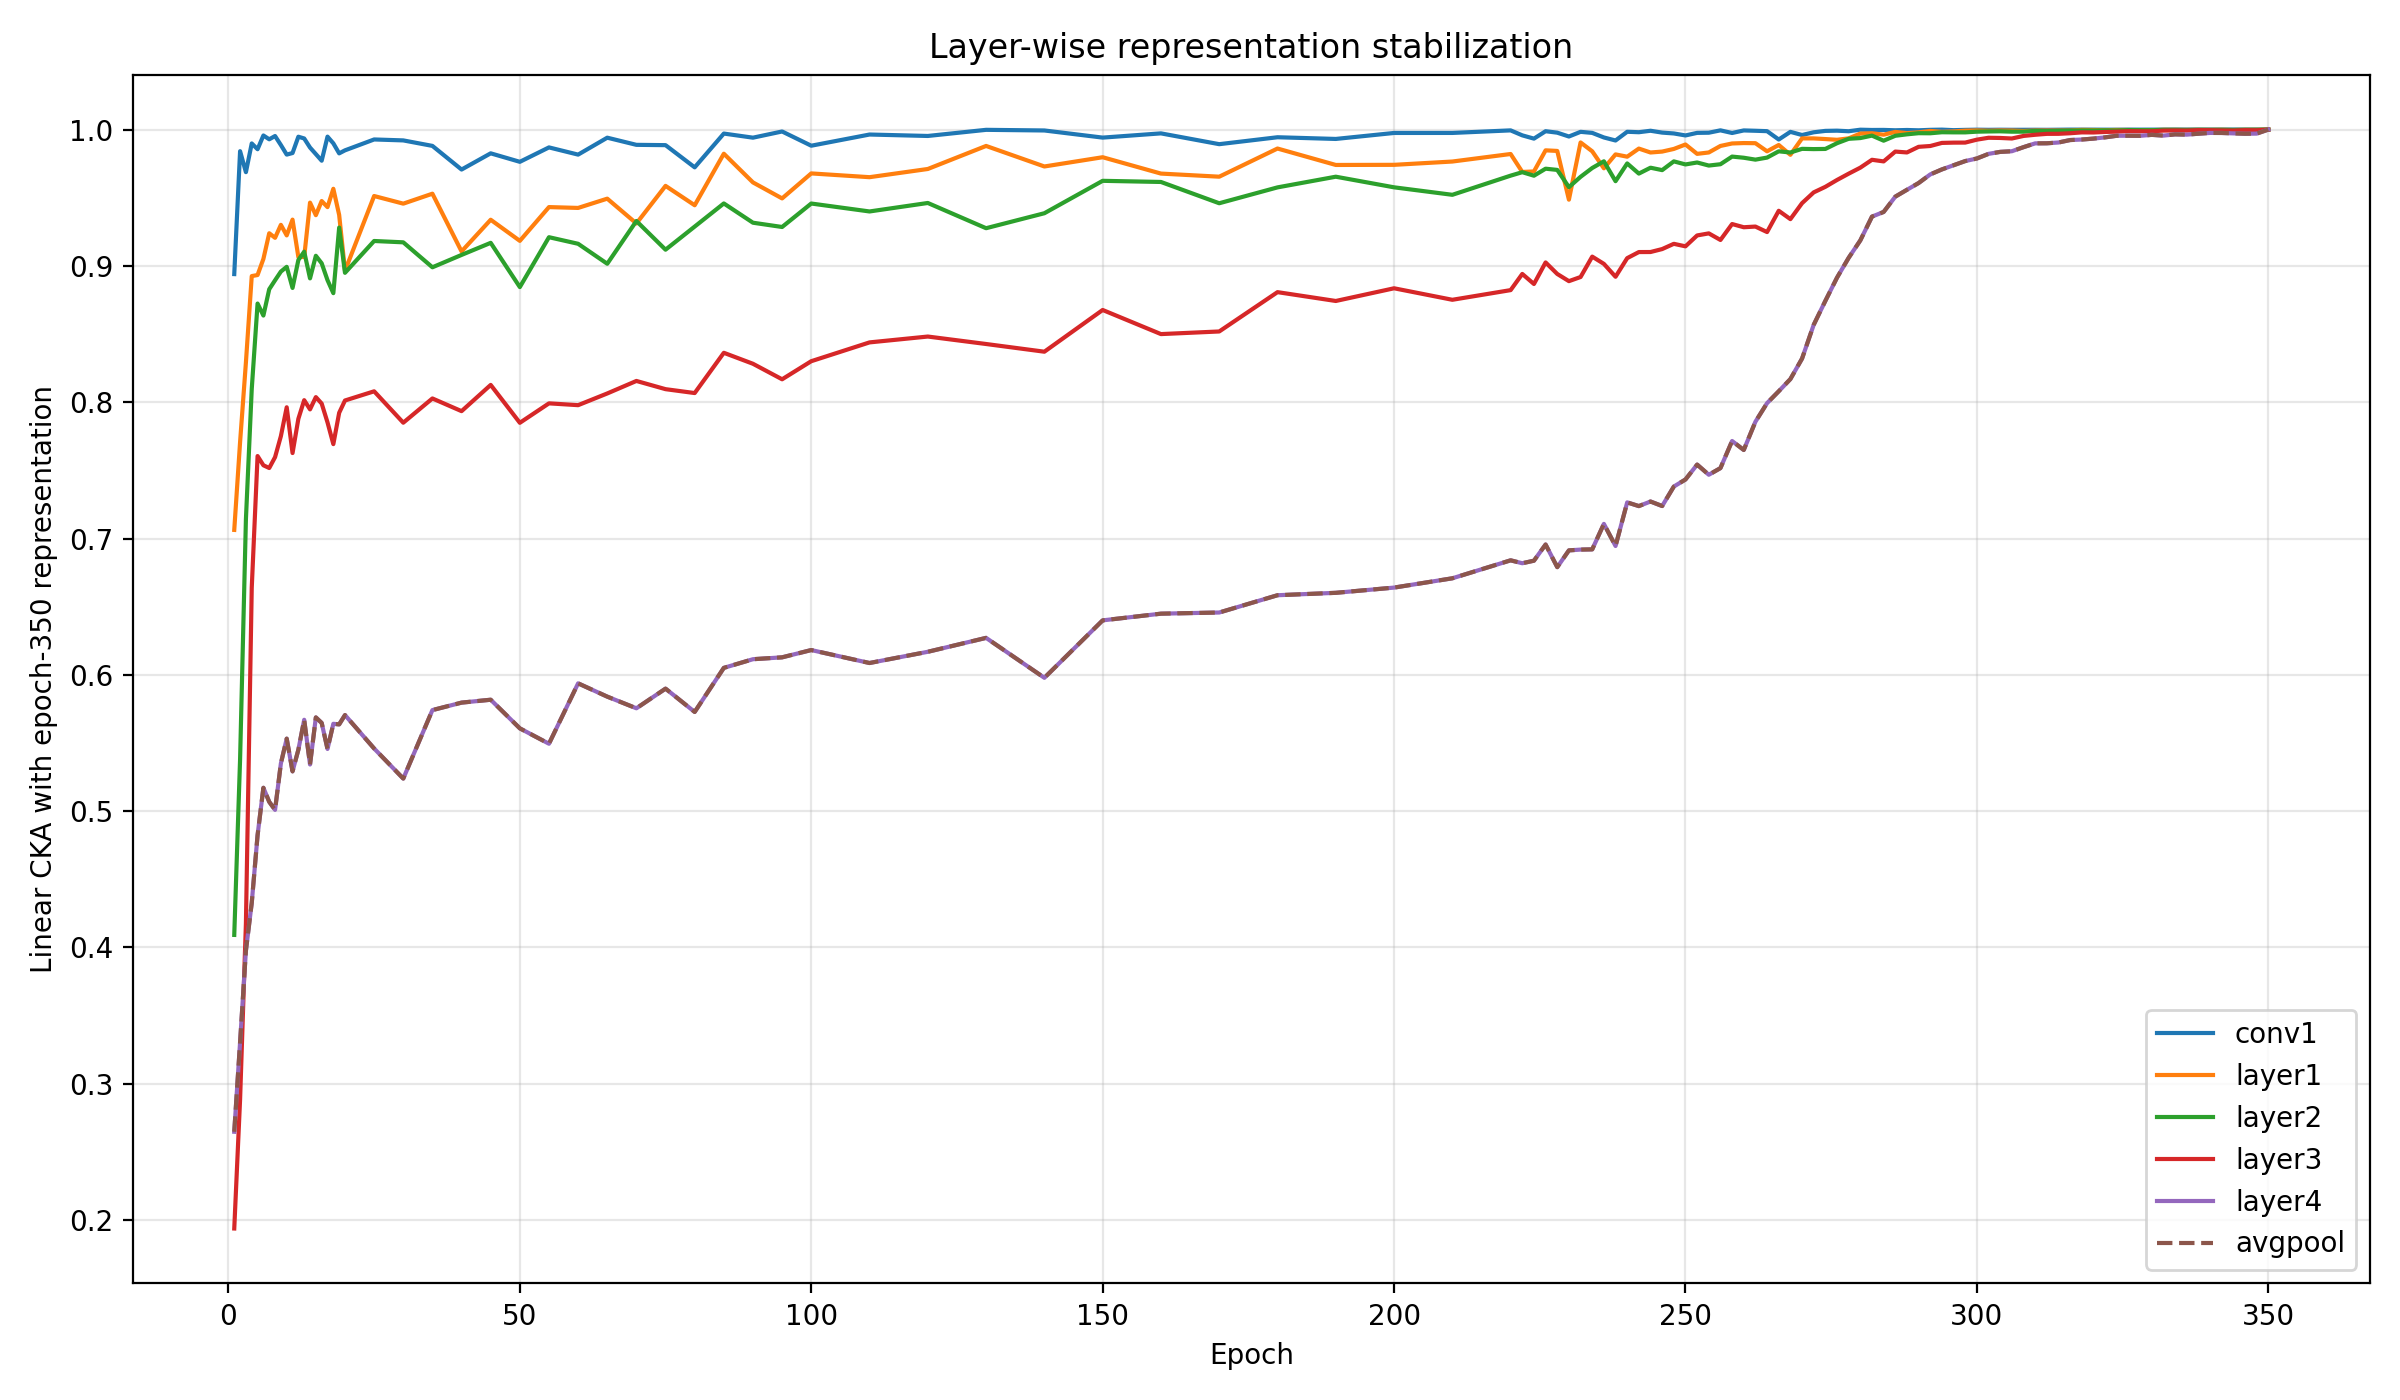 Layer-wise representation stabilization
Linear CKA with epoch-350 representation
1.0
0.9
0.8
0.7
0.6
0.5
0.4
0.3
0.2
0
50
100
150
200
250
300
350
Epoch
conv1
layer1
layer2
layer3
layer4
avgpool